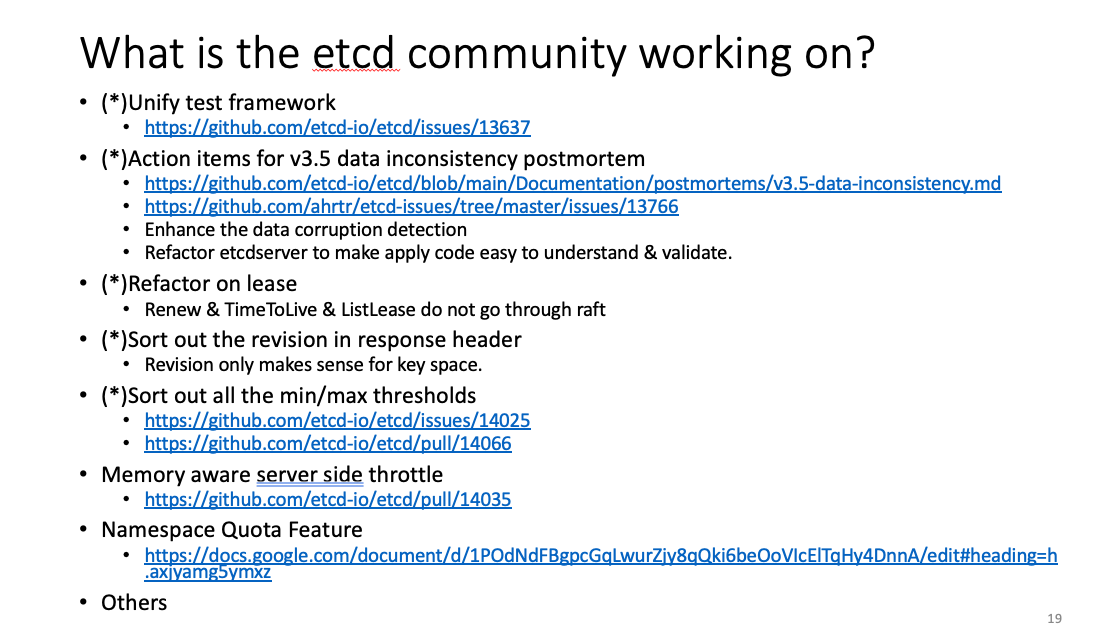 What is the etcd community working on?
• (*)Unify test framework
• https://github.com/etcd-io/etcd/issues/13637
• (*)Action items for v3.5 data inconsistency postmortem
• https://github.com/etcd-io/etcd/blob/main/Documentation/postmortems/v3.5-data-inconsistency.md
• https://github.com/ahrtr/etcd-issues/tree/master/issues/13766
• Enhance the data corruption detection
• Refactor etcdserver to make apply code easy to understand & validate.
• (*)Refactor on lease
• Renew & TimeToLive & ListLease do not go through raft
• (*)Sort out the revision in response header
• Revision only makes sense for key space.
• (*)Sort out all the min/max thresholds
• https://github.com/etcd-io/etcd/issues/14025
• https://github.com/etcd-io/etcd/pull/14066
• Memory aware server side throttle
• https://github.com/etcd-io/etcd/pull/14035
• Namespace Quota Feature
• https://docs.google.com/document/d/1POdNdFBgpcGqLwurZjy8qQki6beOoVIcElTqHy4DnnA/edit#heading=h
.axjyamg5ymxz
• Others
19